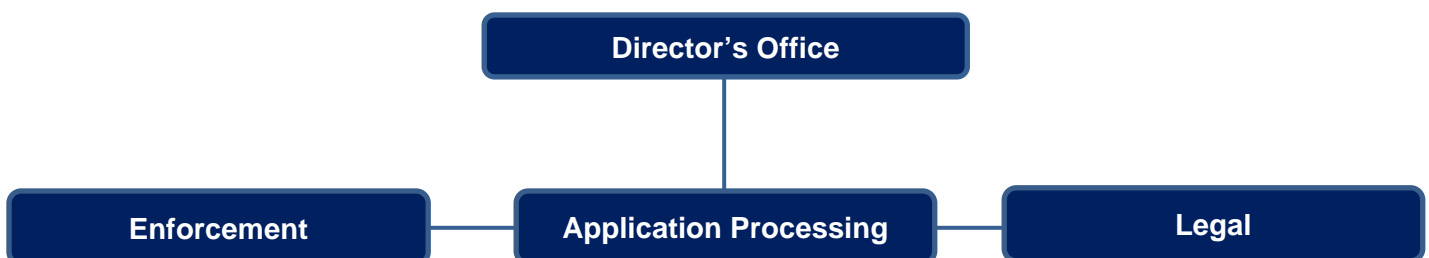 Director’s Office
Enforcement
Application Processing
Legal